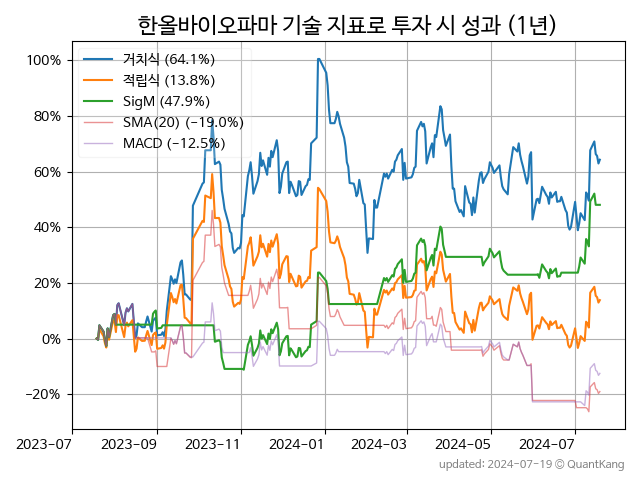 한올바이오파마 기술 지표로 투자 시 성과 (1년)
100%
80%
60%
40%
20%
0%
−20%
거치식 (64.1%)
적립식 (13.8%)
SigM (47.9%)
SMA(20) (−19.0%)
MACD (−12.5%)
2023-07
2023-09
2023-11
2024-01
2024-03
2024-05
2024-07
updated: 2024-07-19 © QuantKang